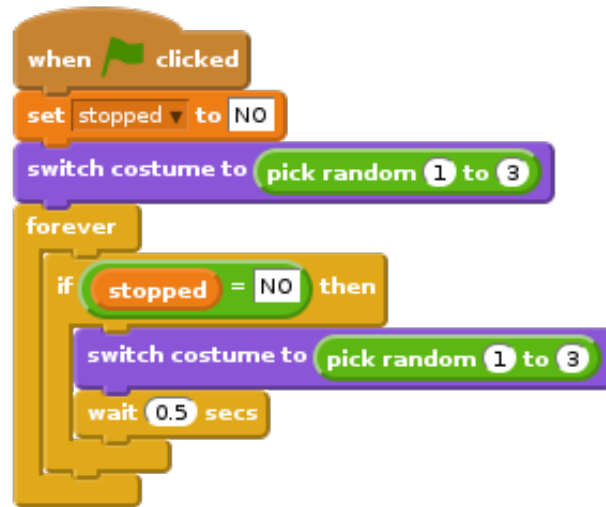 when clicked
set stopped to NO
switch costume to pick random 1 to 3
forever
if stopped = NO then
switch costume to pick random 1 to 3
wait 0.5 secs